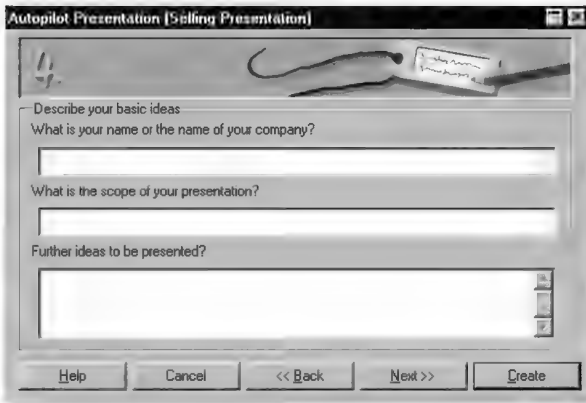 Autopilot Presentation [Selling Presentation]
4.
Describe your basic ideas
What is your name or the name of your company?
What is the scope of your presentation?
Further ideas to be presented?
Help
Cancel
<< Back
Next >>
Create